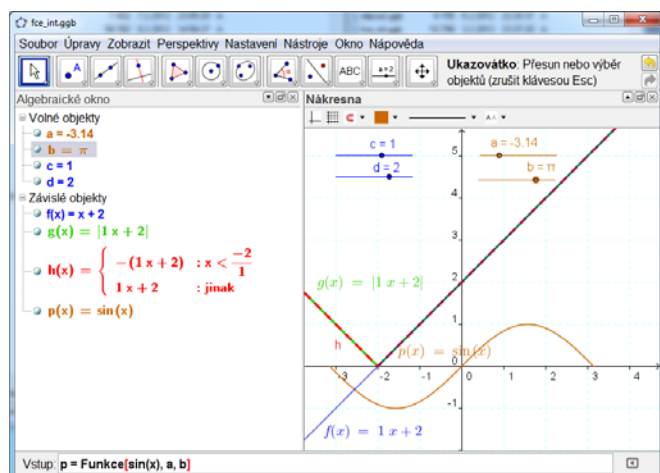 fce_int.ggb
Soubor Úpravy Zobrazit Perspektivy Nastavení Nástroje Okno Nápověda
A
ABC
a=2
Ukazovátko: Přesun nebo výběr
objektů (zrušit klávesou Esc)
Algebraické okno
Volné objekty
a = -3.14
b = π
c = 1
d = 2
Závislé objekty
f(x) = x + 2
g(x) = |1 x + 2|
h(x) = { -(1 x + 2) : x < -2/1
1 x + 2 : jinak
p(x) = sin(x)
Nákresna
c = 1
d = 2
a = -3.14
b = π
5
4
3
2
1
-1
-3 -2 -1 0 1 2 3 4
g(x) = |1 x + 2|
h
p(x) = sin(x)
f(x) = 1 x + 2
Vstup: p = Funkce[sin(x), a, b]